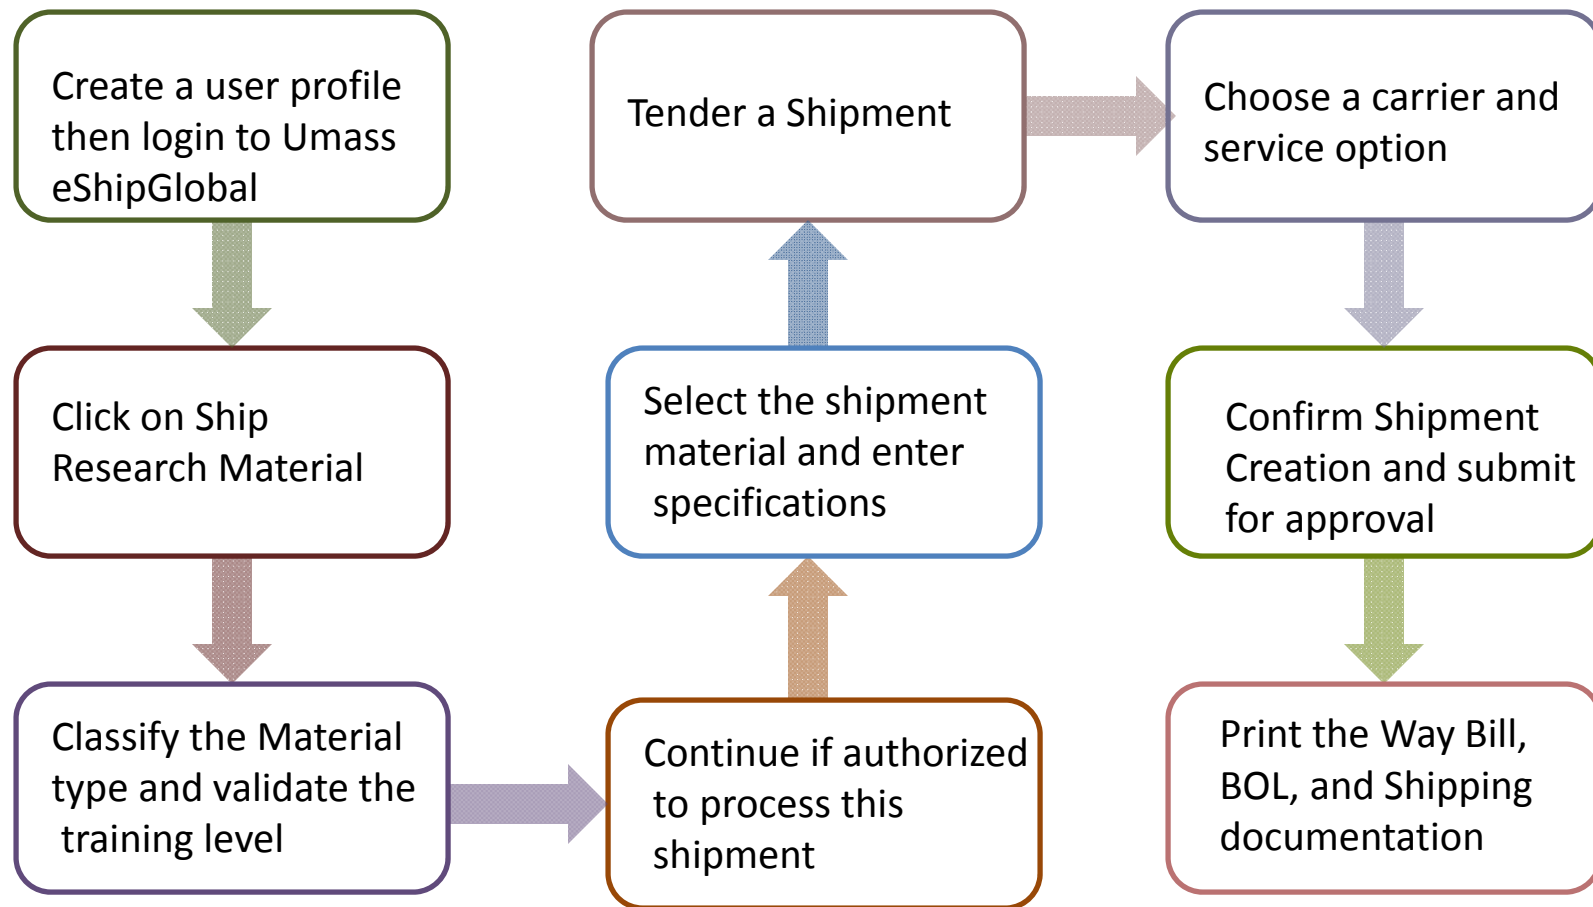 Create a user profile
then login to Umass
eShipGlobal
Click on Ship
Research Material
Classify the Material
type and validate the
training level
Continue if authorized
to process this
shipment
Select the shipment
material and enter
specifications
Tender a Shipment
Choose a carrier and
service option
Confirm Shipment
Creation and submit
for approval
Print the Way Bill,
BOL, and Shipping
documentation